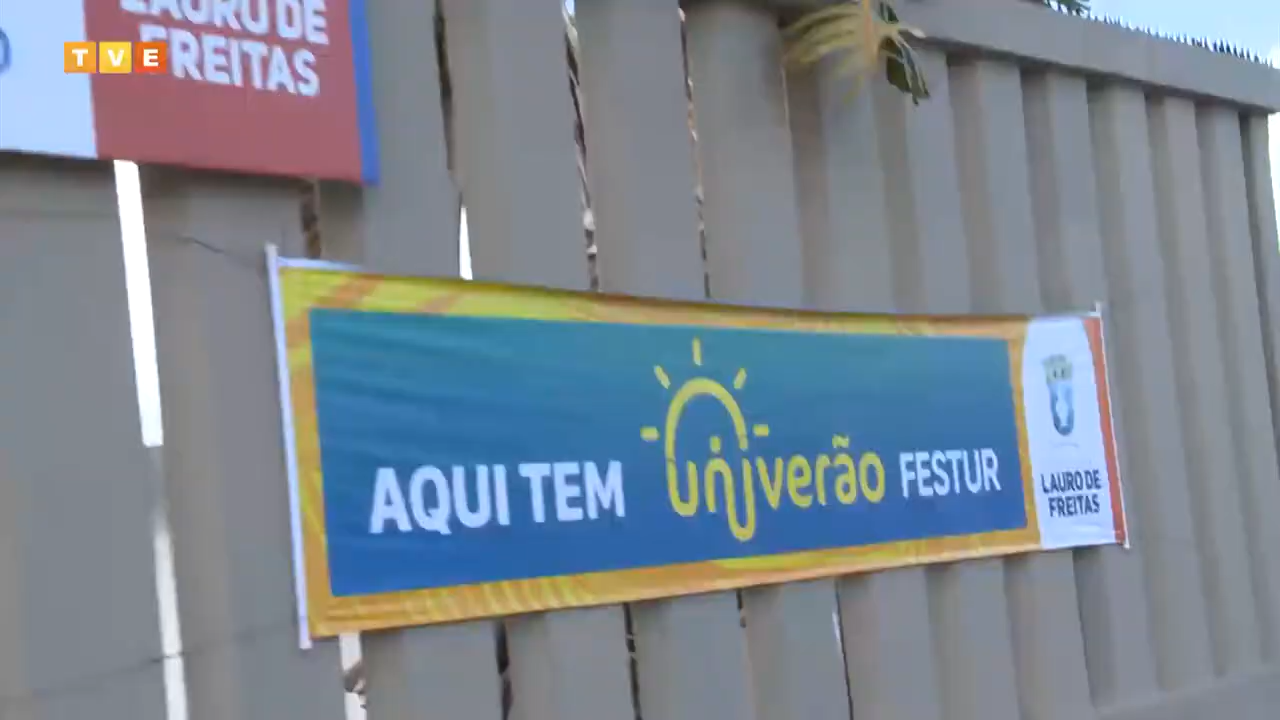 LAURO DE
FREITAS
TVE
AQUI TEM univerão FESTUR
LAURO DE
FREITAS